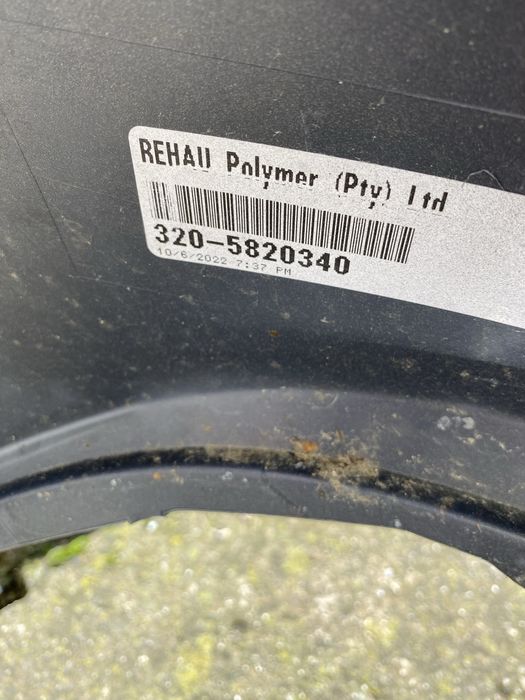 REHAU Polymer (Pty) Ltd
320-5820340
10/6/2022 7:37 PM